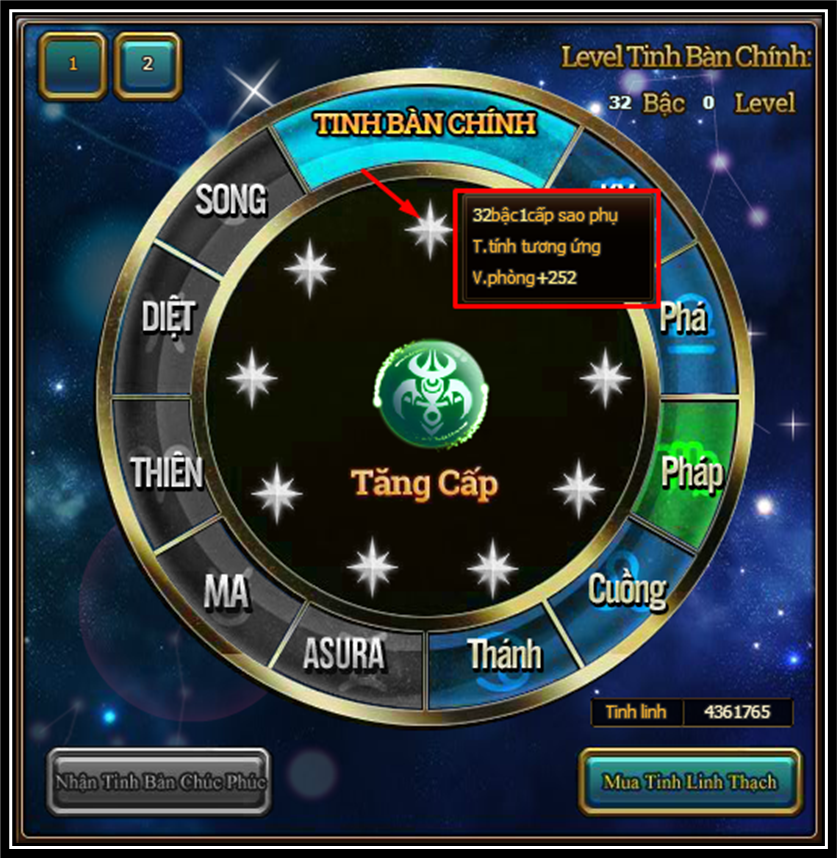 1
2
Level Tinh Bàn Chính:
32 Bậc 0 Level
TINH BÀN CHÍNH
SONG
32bậc1cấp sao phụ
T.tính tương ứng
V.phòng+252
DIỆT
Phá
THIÊN
Tăng Cấp
Pháp
MA
Cuồng
ASURA
Thánh
Tinh linh 4361765
Nhận Tinh Bàn Chúc Phúc
Mua Tinh Linh Thạch